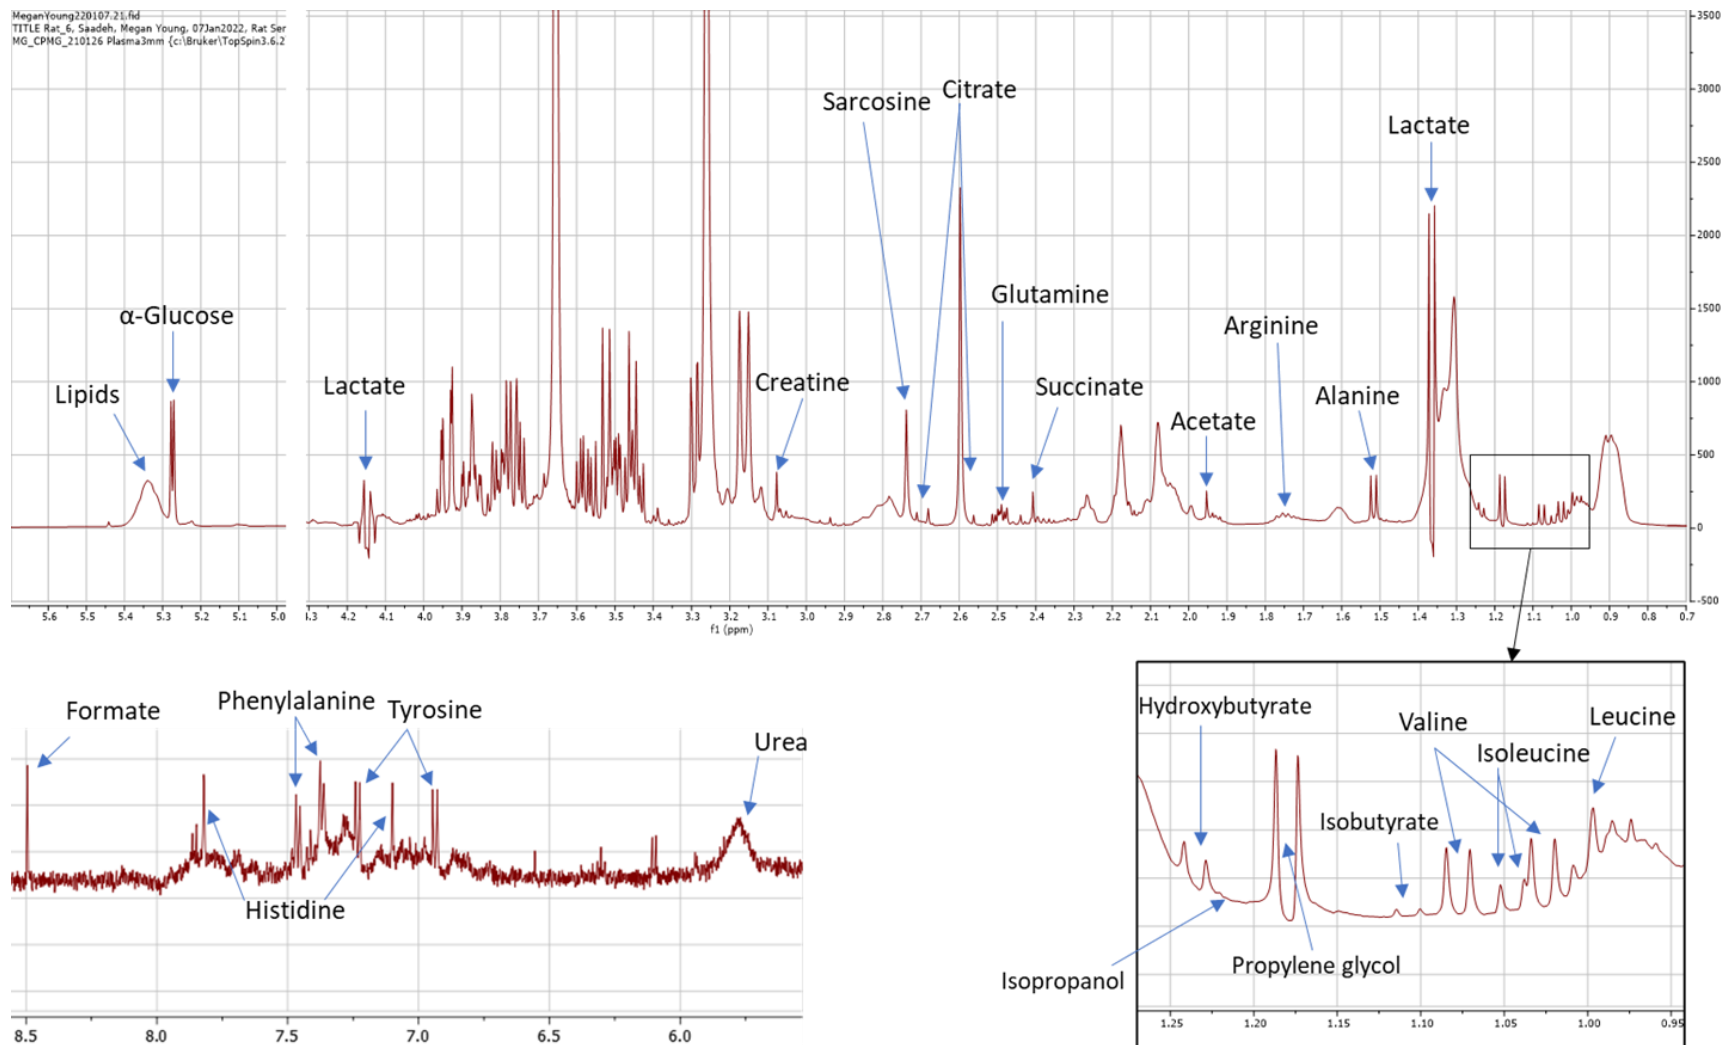 MeganYoung220107.21.fid
TITLE Rat_6, Saadeh, Megan Young, 07Jan2022, Rat Ser
MG_CPMG_210126 Plasma3mm {c:\Bruker\TopSpin3.6.2
Lipids
α-Glucose
Lactate
Creatine
Sarcosine
Citrate
Glutamine
Succinate
Acetate
Arginine
Alanine
Lactate
3500
3000
2500
2000
1500
1000
500
0
-500
5.6 5.5 5.4 5.3 5.2 5.1 5.0
4.3 4.2 4.1 4.0 3.9 3.8 3.7 3.6 3.5 3.4 3.3 3.2 3.1 3.0 2.9 2.8 2.7 2.6 2.5 2.4 2.3 2.2 2.1 2.0 1.9 1.8 1.7 1.6 1.5 1.4 1.3 1.2 1.1 1.0 0.9 0.8 0.7
f1 (ppm)
Formate
Phenylalanine
Tyrosine
Urea
Histidine
8.5 8.0 7.5 7.0 6.5 6.0
Hydroxybutyrate
Valine
Leucine
Isoleucine
Isobutyrate
Propylene glycol
Isopropanol
1.25 1.20 1.15 1.10 1.05 1.00 0.95